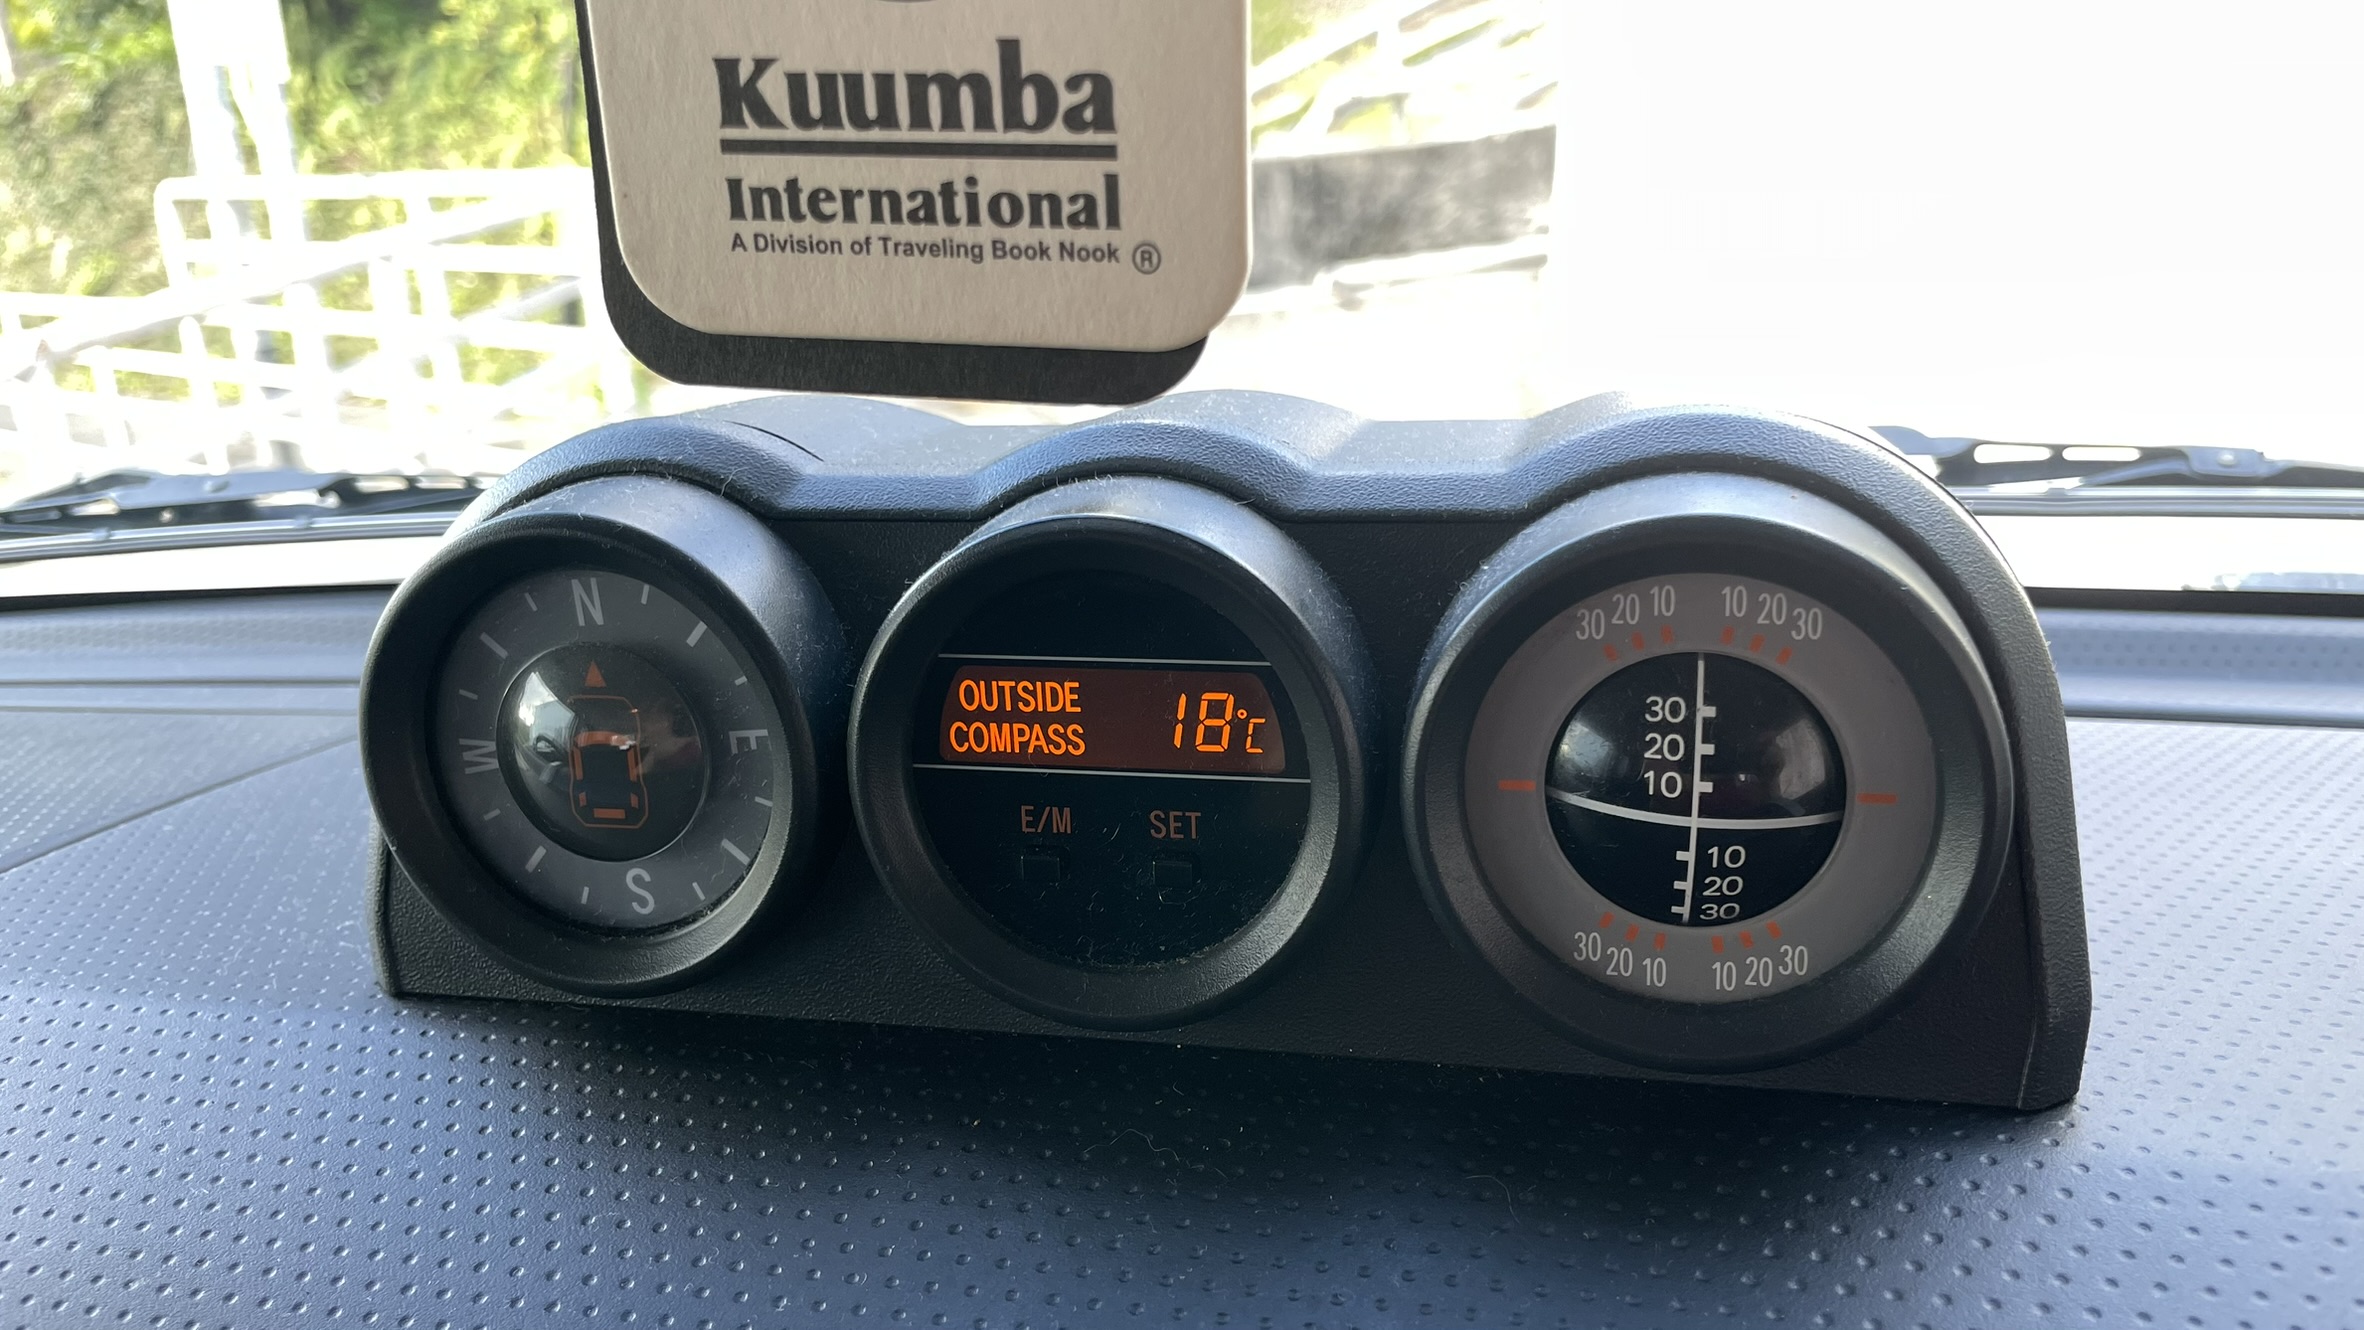 Kuumba
International
A Division of Traveling Book Nook ®
N
E
S
W
OUTSIDE 18°C
COMPASS
E/M SET
30 20 10 10 20 30
30
20
10
10
20
30
30 20 10 10 20 30